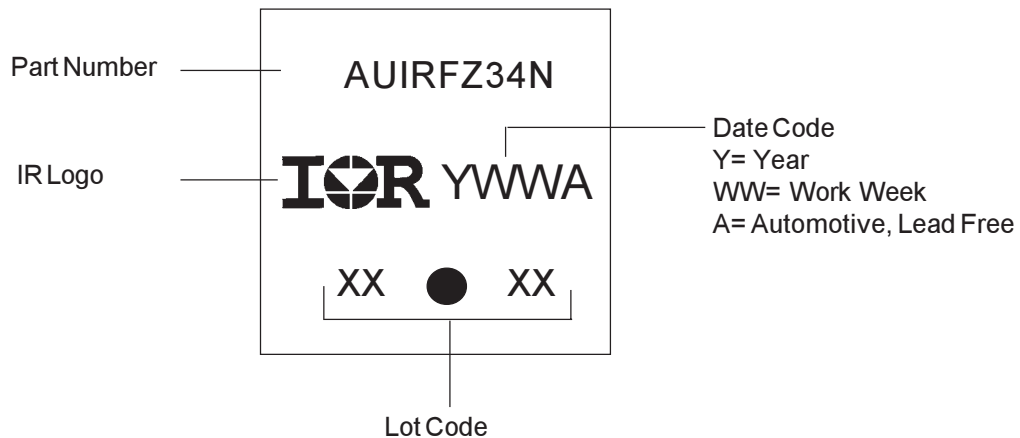 Part Number
AUIRFZ34N
IR Logo
IOR YWWA
Date Code
Y= Year
WW= Work Week
A= Automotive, Lead Free
XX ● XX
Lot Code